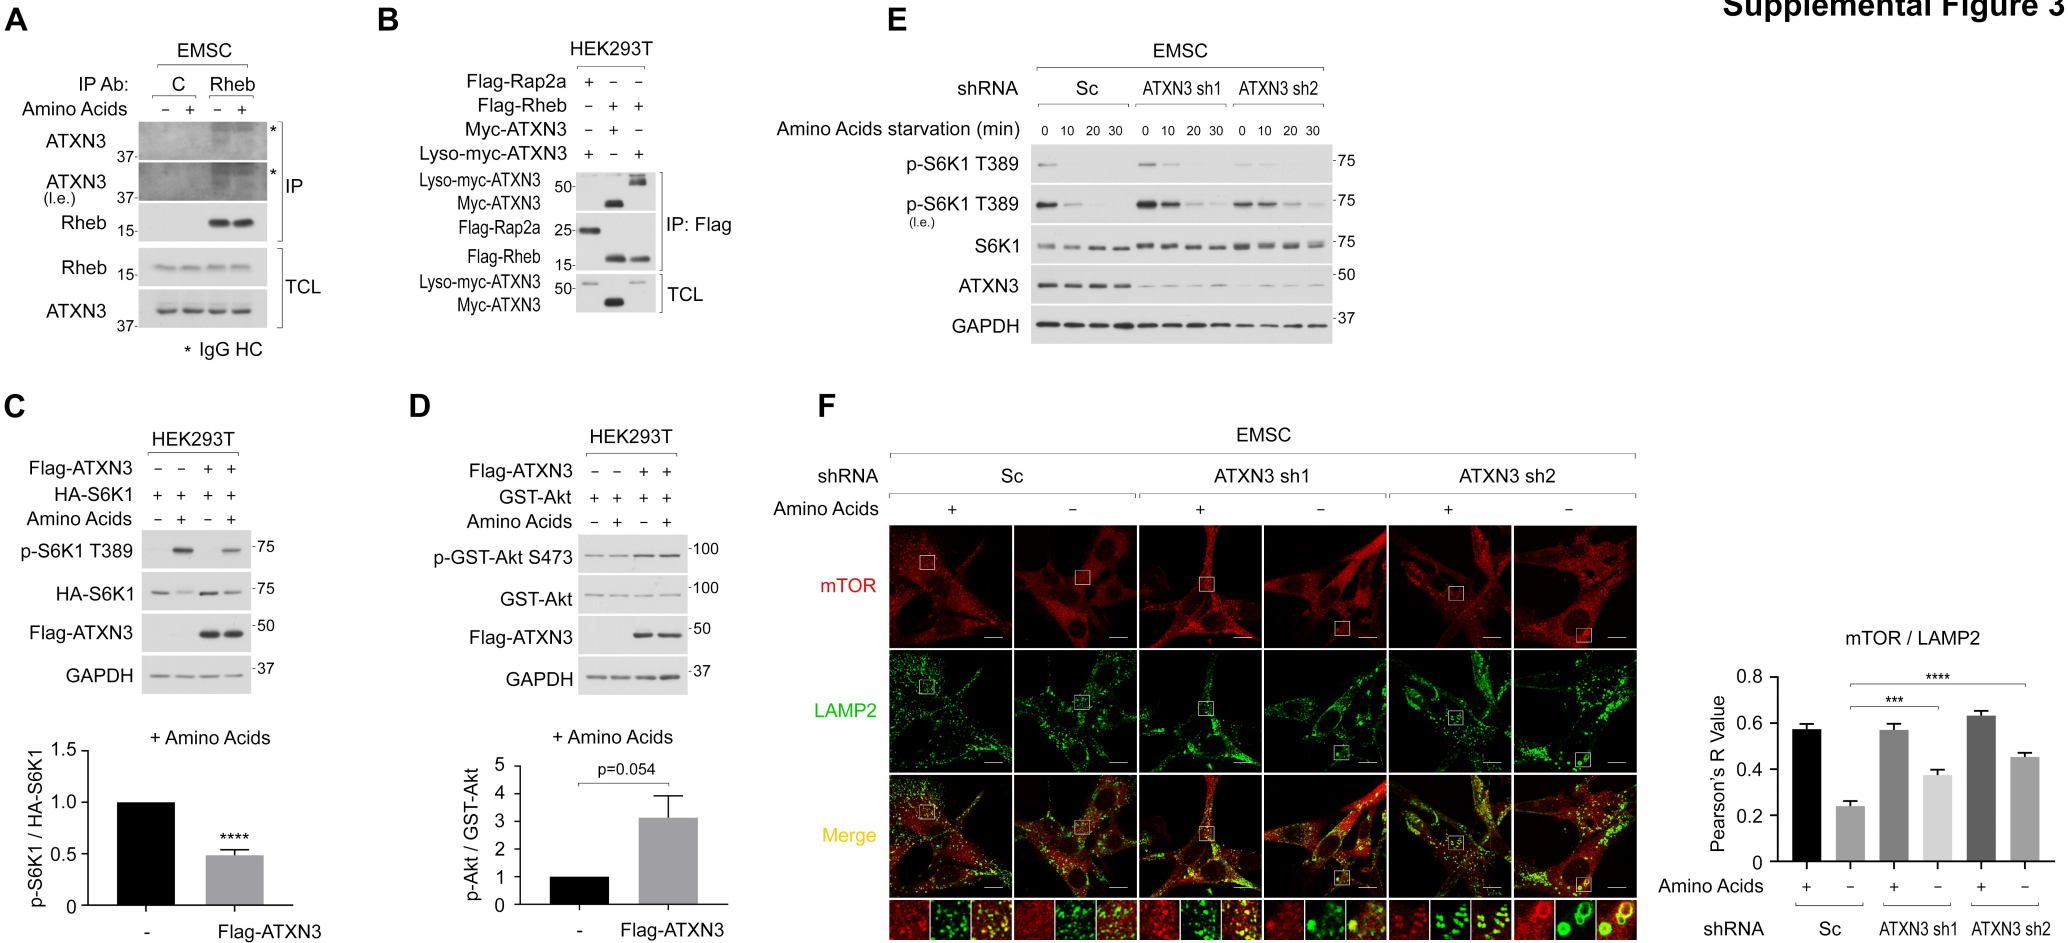 Supplemental Figure 3
A
EMSC
IP Ab: C Rheb
Amino Acids – + – +
ATXN3
37-
*
ATXN3
(l.e.)
37-
*
IP
Rheb
15-
Rheb
15-
TCL
ATXN3
37-
* IgG HC
B
HEK293T
Flag-Rap2a + – –
Flag-Rheb – + +
Myc-ATXN3 – + –
Lyso-myc-ATXN3 + – +
Lyso-myc-ATXN3
50-
Myc-ATXN3
Flag-Rap2a 25-
IP: Flag
Flag-Rheb
15-
Lyso-myc-ATXN3
50-
TCL
Myc-ATXN3
E
EMSC
shRNA Sc ATXN3 sh1 ATXN3 sh2
Amino Acids starvation (min) 0 10 20 30 0 10 20 30 0 10 20 30
p-S6K1 T389 -75
p-S6K1 T389 -75
(l.e.)
S6K1 -75
ATXN3 -50
GAPDH -37
C
HEK293T
Flag-ATXN3 – – + +
HA-S6K1 + + + +
Amino Acids – + – +
p-S6K1 T389 -75
HA-S6K1 -75
Flag-ATXN3 -50
GAPDH -37
+ Amino Acids
p-S6K1 / HA-S6K1
1.5
1.0
0.5
0
****
- Flag-ATXN3
D
HEK293T
Flag-ATXN3 – – + +
GST-Akt + + + +
Amino Acids – + – +
p-GST-Akt S473 -100
GST-Akt -100
Flag-ATXN3 -50
GAPDH -37
+ Amino Acids
p-Akt / GST-Akt
5
4
3
2
1
0
p=0.054
- Flag-ATXN3
F
EMSC
shRNA Sc ATXN3 sh1 ATXN3 sh2
Amino Acids + – + – + –
mTOR
LAMP2
Merge
mTOR / LAMP2
Pearson's R Value
0.8
0.6
0.4
0.2
0
****
***
Amino Acids + – + – + –
shRNA Sc ATXN3 sh1 ATXN3 sh2